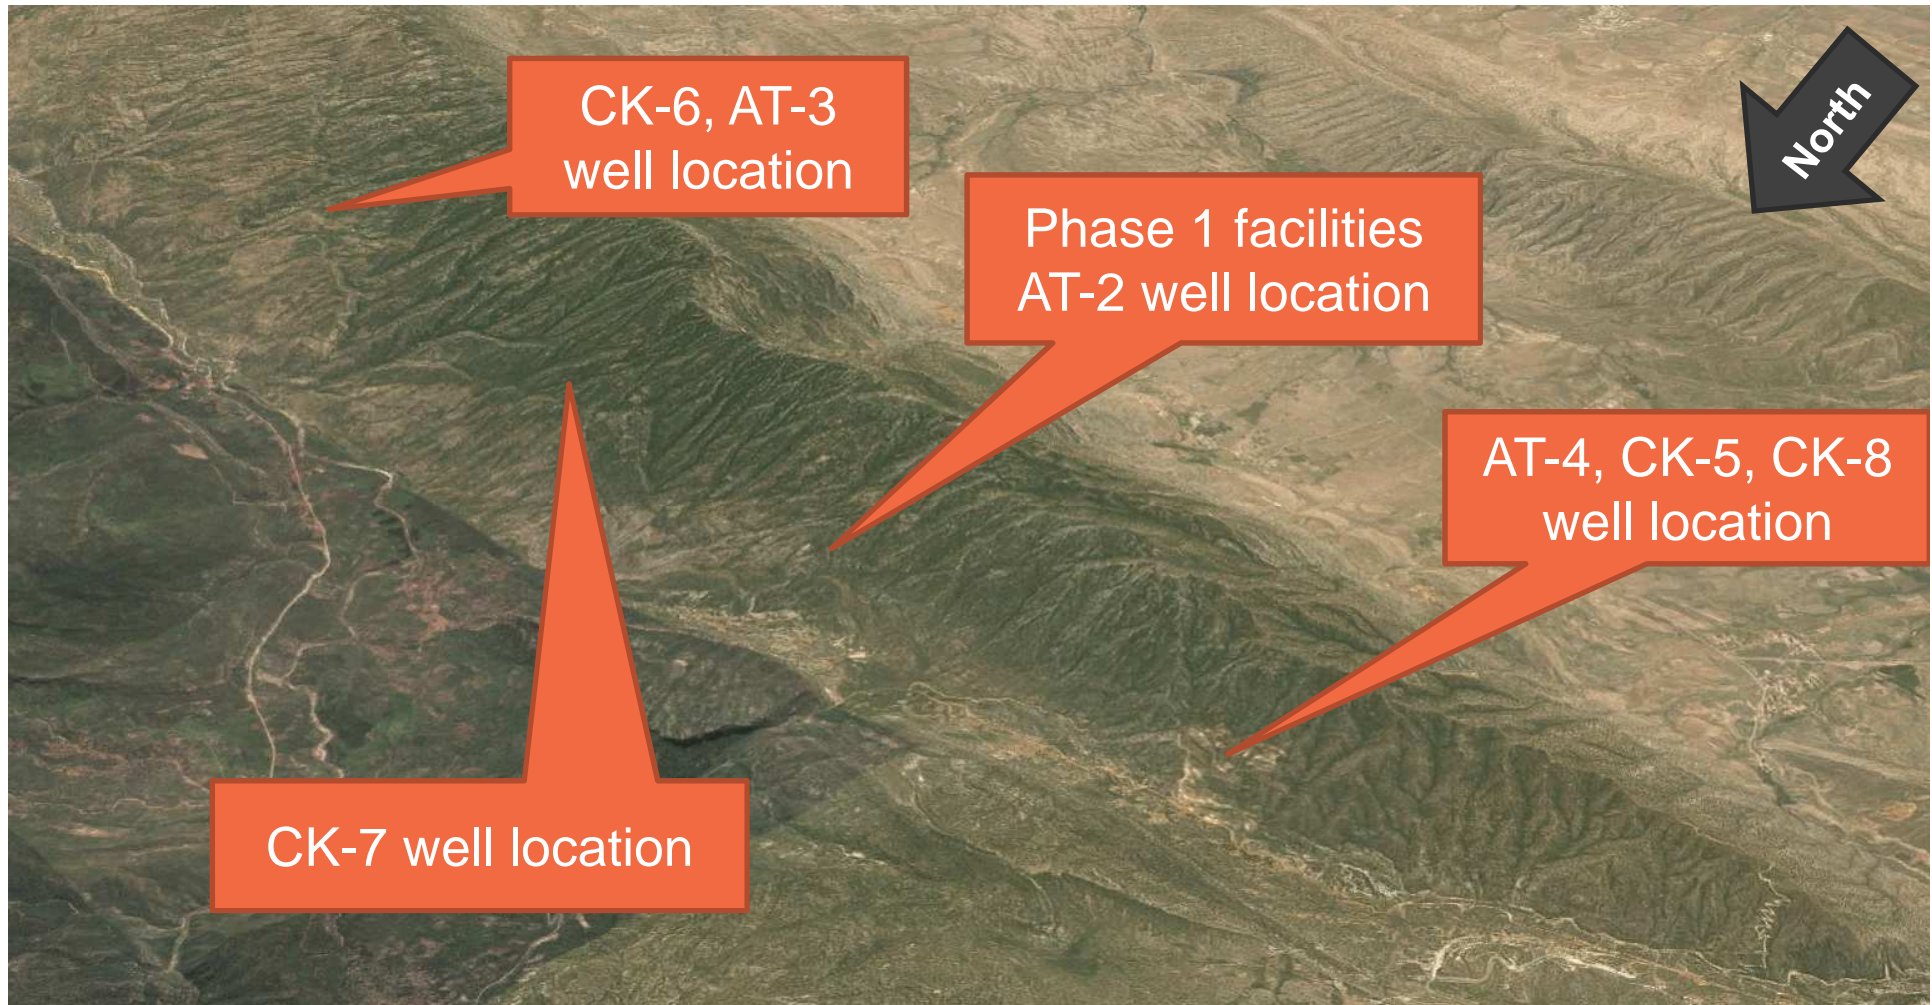 CK-6, AT-3
well location
North
Phase 1 facilities
AT-2 well location
AT-4, CK-5, CK-8
well location
CK-7 well location